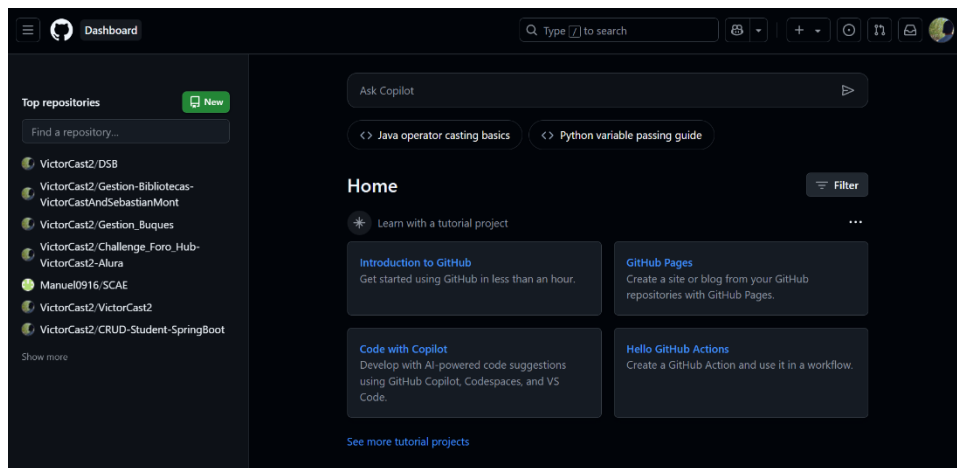 Dashboard
Type / to search
Top repositories
New
Find a repository...
VictorCast2/DSB
VictorCast2/Gestion-Bibliotecas-
VictorCastAndSebastianMont
VictorCast2/Gestion_Buques
VictorCast2/Challenge_Foro_Hub-
VictorCast2-Alura
Manuel0916/SCAE
VictorCast2/VictorCast2
VictorCast2/CRUD-Student-SpringBoot
Show more
Ask Copilot
Java operator casting basics
Python variable passing guide
Home
Filter
Learn with a tutorial project
Introduction to GitHub
Get started using GitHub in less than an hour.
GitHub Pages
Create a site or blog from your GitHub
repositories with GitHub Pages.
Code with Copilot
Develop with AI-powered code suggestions
using GitHub Copilot, Codespaces, and VS
Code.
Hello GitHub Actions
Create a GitHub Action and use it in a workflow.
See more tutorial projects